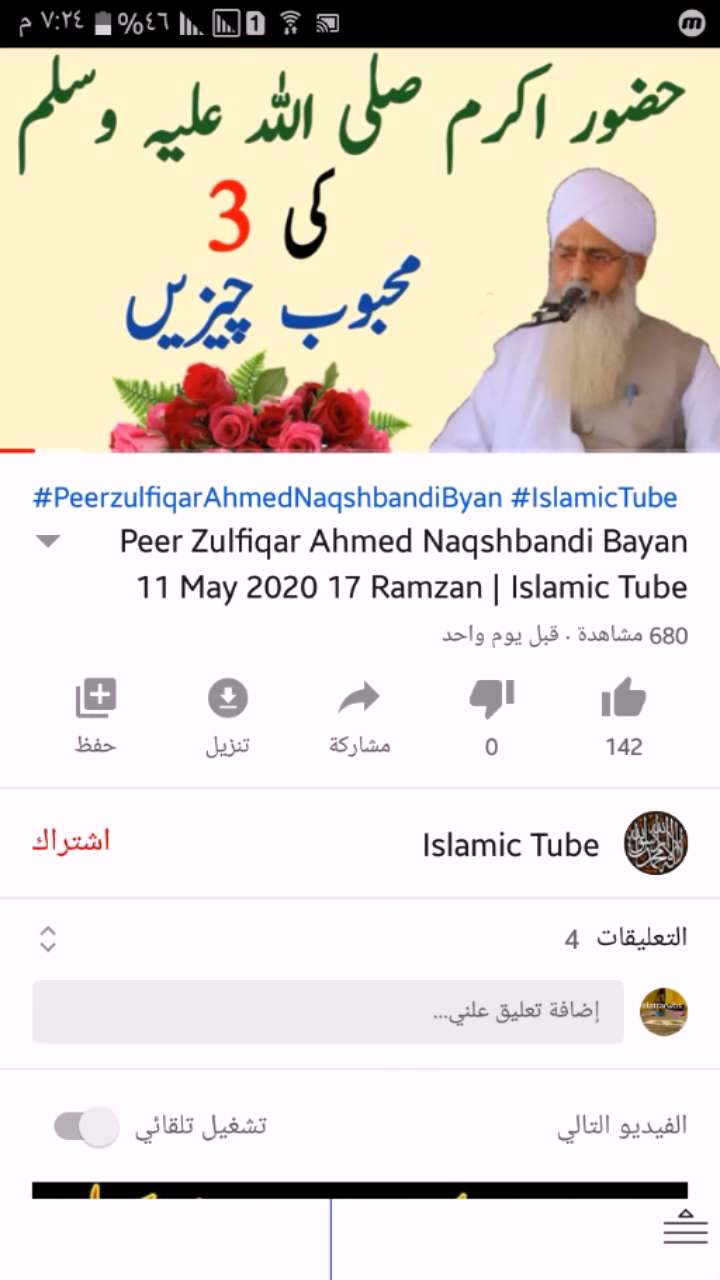 ٧:٢٤ م ٤٦% 1
حضور اکرم صلی اللہ علیہ وسلم
کی 3
محبوب چیزیں
#PeerzulfiqarAhmedNaqshbandiByan #IslamicTube
Peer Zulfiqar Ahmed Naqshbandi Bayan
11 May 2020 17 Ramzan | Islamic Tube
680 مشاهدة · قبل يوم واحد
142 0 مشاركة تنزيل حفظ
Islamic Tube اشتراك
التعليقات 4
إضافة تعليق علني...
الفيديو التالي تشغيل تلقائي